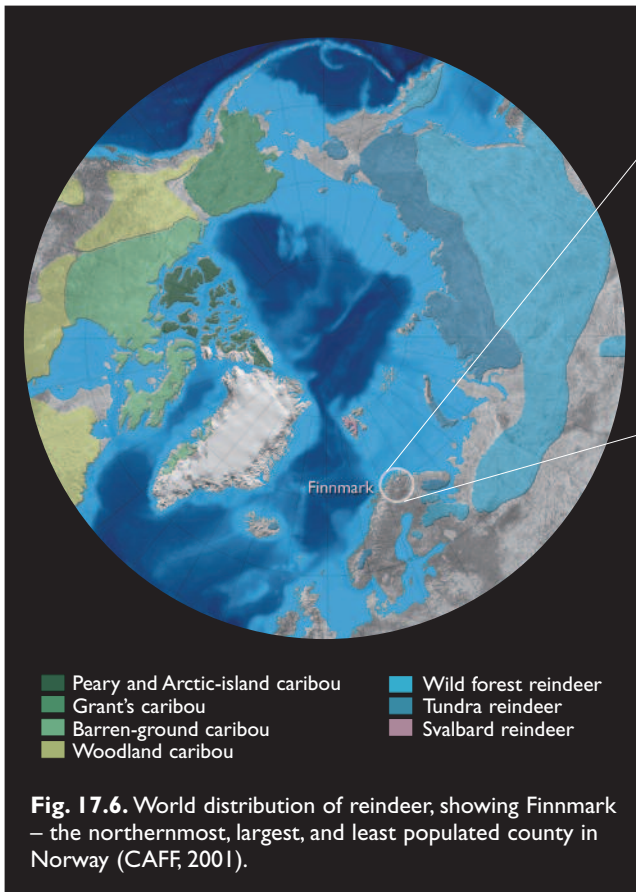 Finnmark
Peary and Arctic-island caribou
Grant's caribou
Barren-ground caribou
Woodland caribou
Wild forest reindeer
Tundra reindeer
Svalbard reindeer
Fig. 17.6. World distribution of reindeer, showing Finnmark
– the northernmost, largest, and least populated county in
Norway (CAFF, 2001).